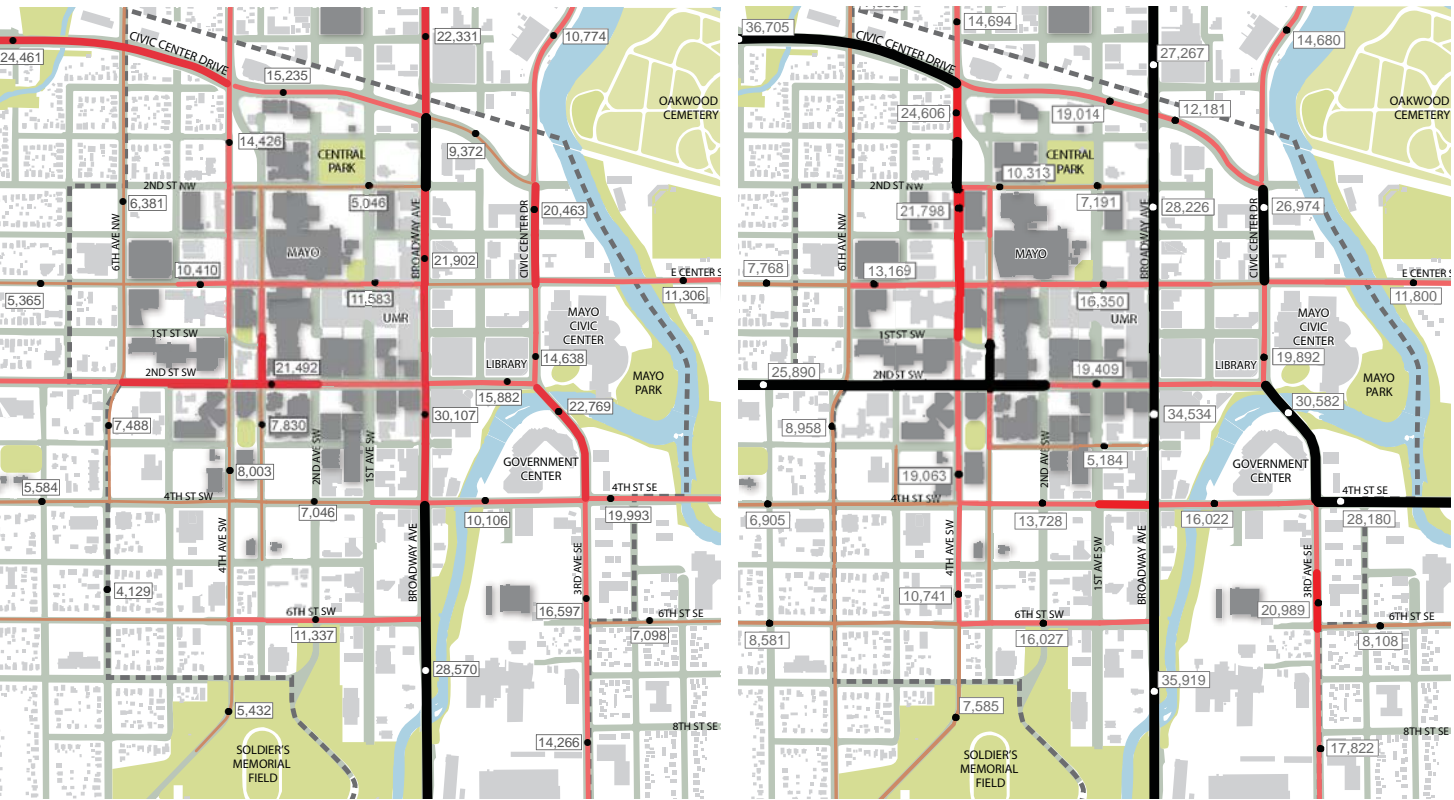 22,331
10,774
24,461
CIVIC CENTER DRIVE
15,235
OAKWOOD
CEMETERY
14,426
9,372
CENTRAL
PARK
2ND ST NW
5,046
6,381
20,463
6TH AVE NW
BROADWAY AVE
CIVIC CENTER DR
MAYO
21,902
10,410
E CENTER S
5,365
11,583
11,306
UMR
MAYO
CIVIC
CENTER
1ST ST SW
14,638
LIBRARY
21,492
2ND ST SW
MAYO
PARK
15,882
22,769
30,107
7,488
7,830
2ND AVE SW
1ST AVE SW
GOVERNMENT
CENTER
8,003
5,584
4TH ST SW
4TH ST SE
7,046
10,106
19,993
4TH AVE SW
BROADWAY AVE
3RD AVE SE
4,129
16,597
6TH ST SW
6TH ST SE
11,337
7,098
28,570
5,432
8TH ST SE
14,266
SOLDIER'S
MEMORIAL
FIELD
36,705
14,694
14,680
CIVIC CENTER DRIVE
27,267
OAKWOOD
CEMETERY
24,606
19,014
12,181
CENTRAL
PARK
10,313
2ND ST NW
7,191
21,798
28,226
26,974
6TH AVE NW
BROADWAY AVE
CIVIC CENTER DR
MAYO
7,768
13,169
E CENTER S
16,350
11,800
UMR
MAYO
CIVIC
CENTER
1ST ST SW
19,892
LIBRARY
25,890
2ND ST SW
19,409
MAYO
PARK
30,582
34,534
8,958
2ND AVE SW
5,184
GOVERNMENT
CENTER
19,063
4TH ST SW
4TH ST SE
6,905
13,728
16,022
28,180
4TH AVE SW
1ST AVE SW
BROADWAY AVE
3RD AVE SE
10,741
20,989
6TH ST SW
6TH ST SE
8,581
16,027
8,108
35,919
7,585
8TH ST SE
17,822
SOLDIER'S
MEMORIAL
FIELD